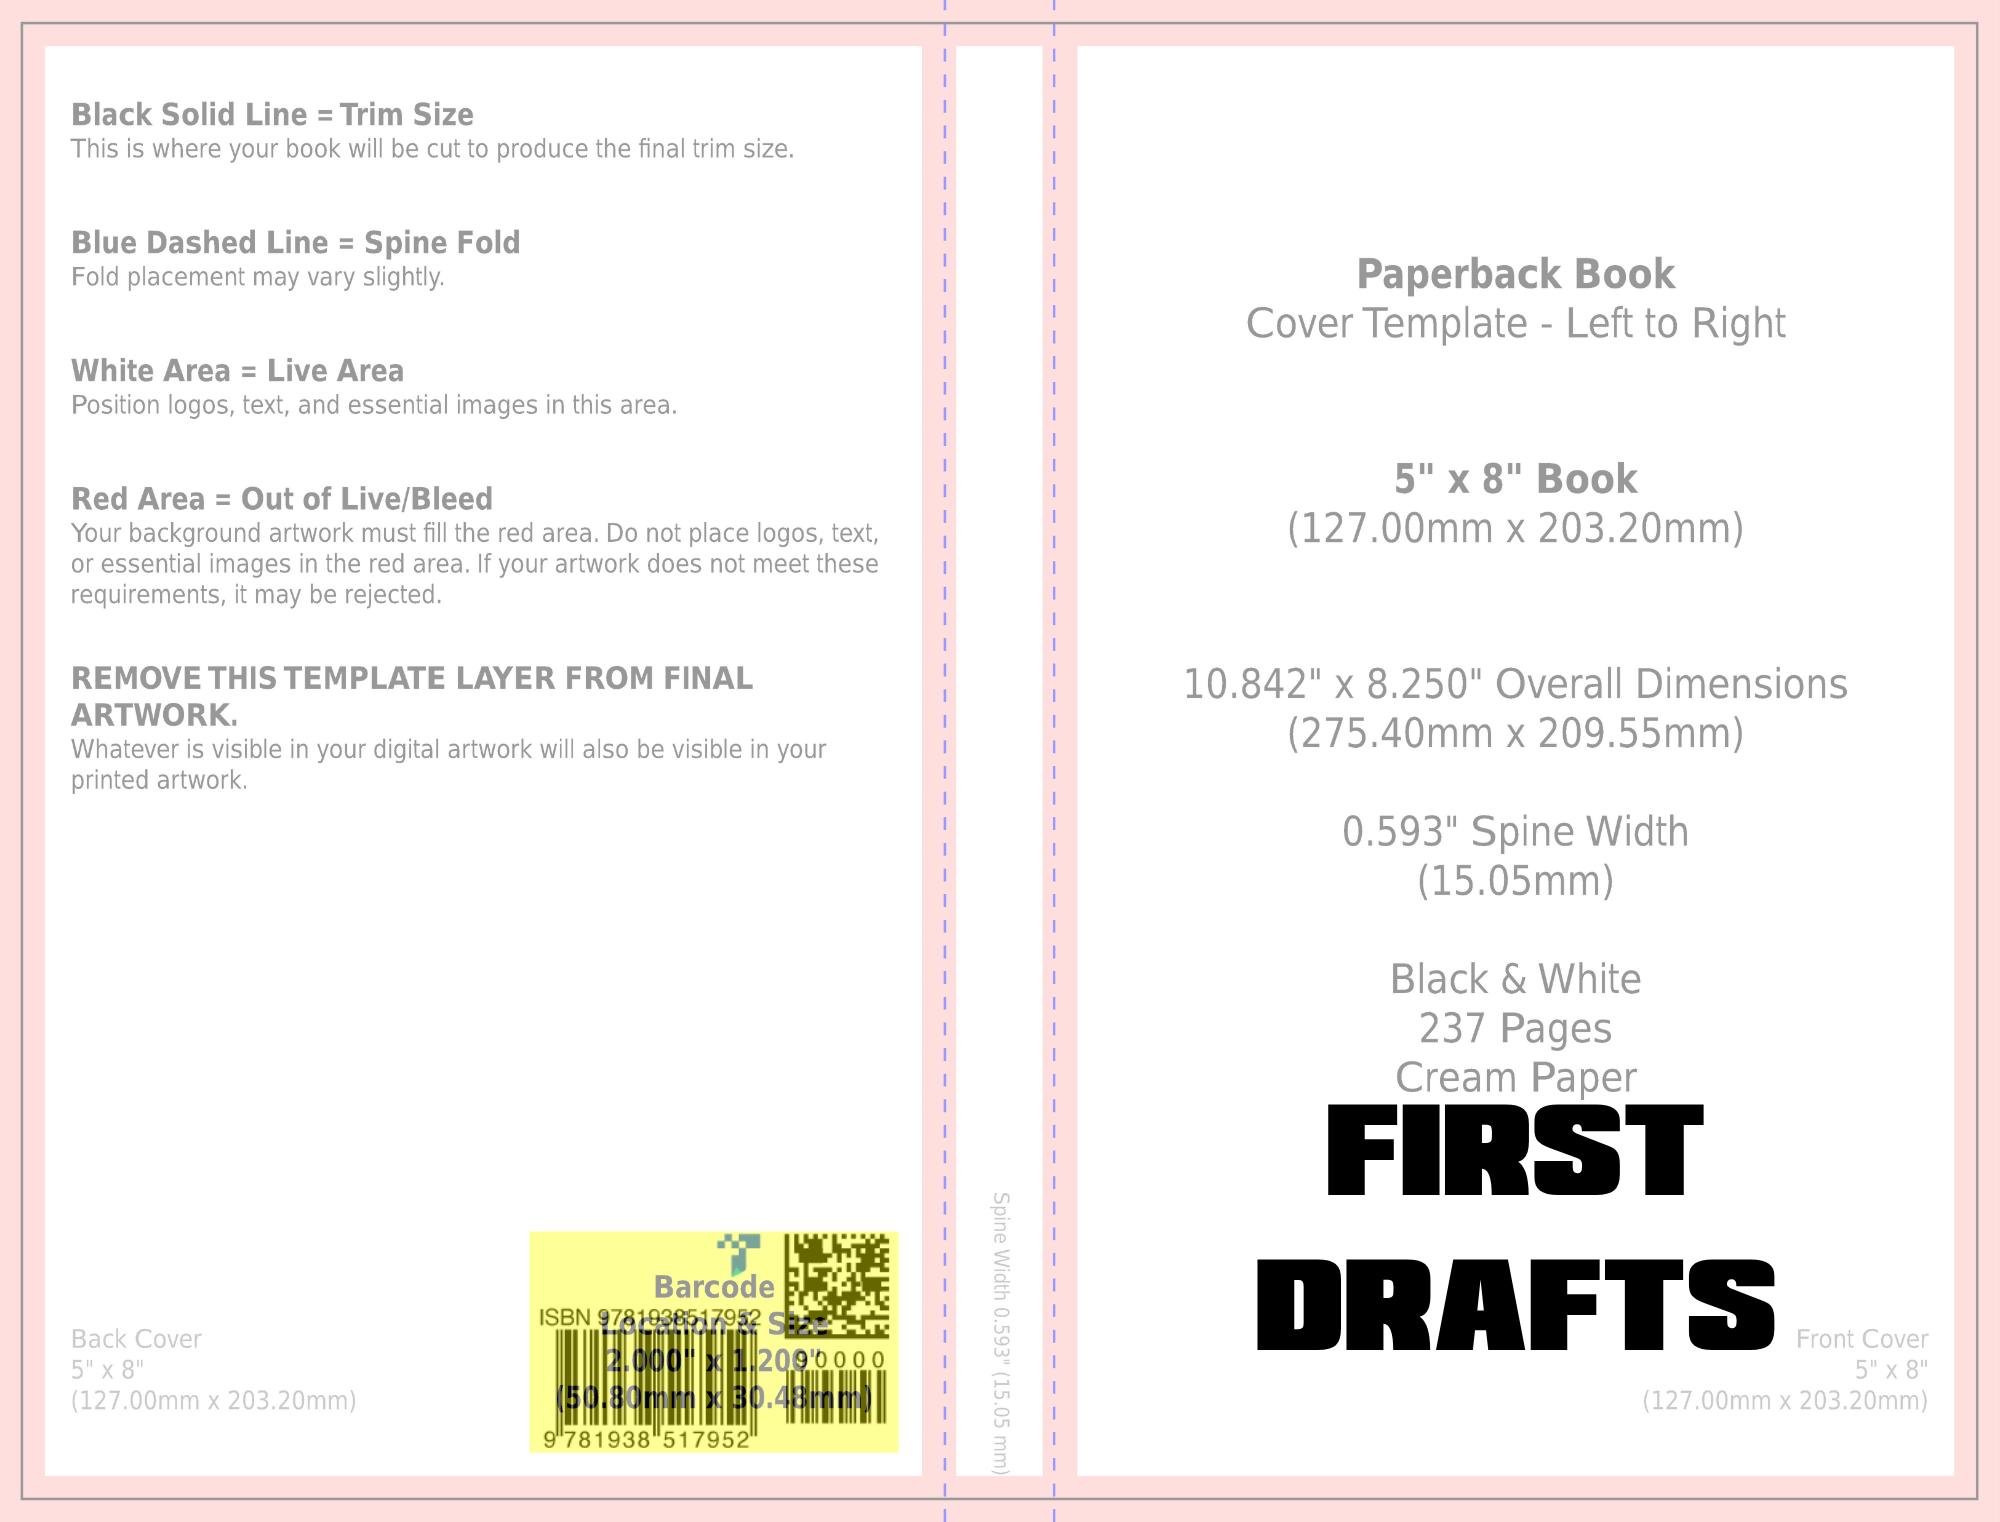 Black Solid Line = Trim Size
This is where your book will be cut to produce the final trim size.
Blue Dashed Line = Spine Fold
Fold placement may vary slightly.
White Area = Live Area
Position logos, text, and essential images in this area.
Red Area = Out of Live/Bleed
Your background artwork must fill the red area. Do not place logos, text,
or essential images in the red area. If your artwork does not meet these
requirements, it may be rejected.
REMOVE THIS TEMPLATE LAYER FROM FINAL
ARTWORK.
Whatever is visible in your digital artwork will also be visible in your
printed artwork.
Back Cover
5" x 8"
(127.00mm x 203.20mm)
Barcode
ISBN 9781938517952
Location & Size
2.000" x 1.200"
90000
(50.80mm x 30.48mm)
9 781938 517952
Spine Width 0.593" (15.05 mm)
Paperback Book
Cover Template - Left to Right
5" x 8" Book
(127.00mm x 203.20mm)
10.842" x 8.250" Overall Dimensions
(275.40mm x 209.55mm)
0.593" Spine Width
(15.05mm)
Black & White
237 Pages
Cream Paper
FIRST
DRAFTS
Front Cover
5" x 8"
(127.00mm x 203.20mm)